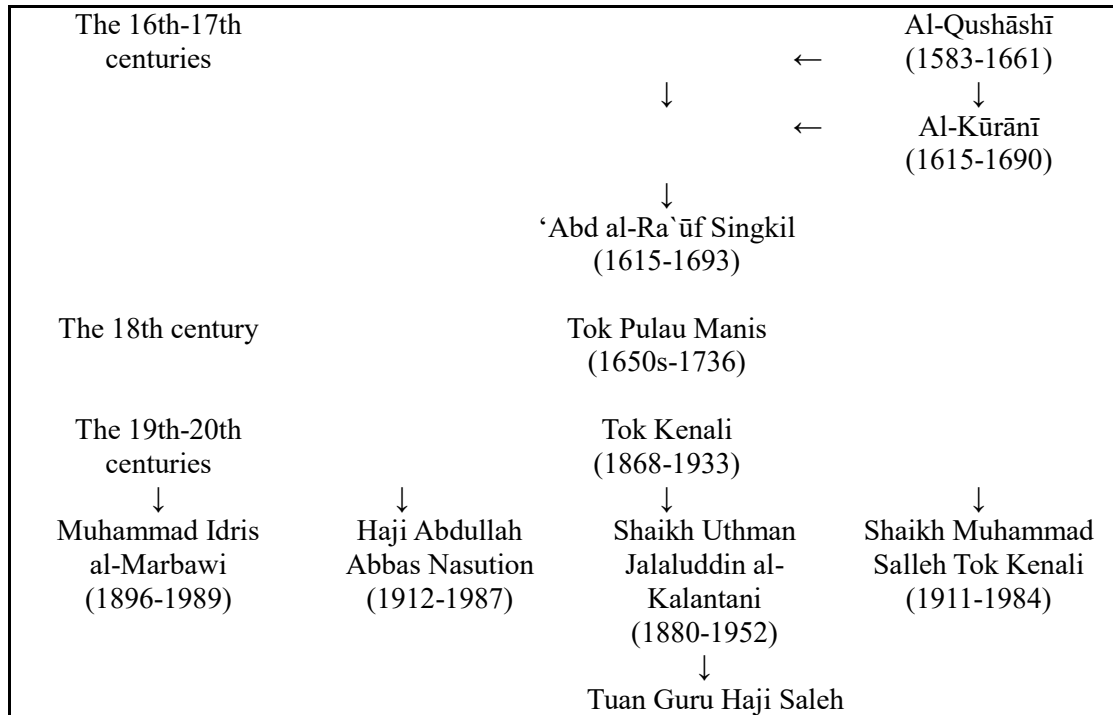 The 16th-17th centuries
Al-Qushāshī
← (1583-1661)
↓ ↓
← Al-Kūrānī
(1615-1690)
↓
‘Abd al-Ra`ūf Singkil
(1615-1693)
The 18th century
Tok Pulau Manis
(1650s-1736)
The 19th-20th
centuries
Tok Kenali
(1868-1933)
↓ ↓ ↓ ↓
Muhammad Idris
al-Marbawi
(1896-1989)
Haji Abdullah
Abbas Nasution
(1912-1987)
Shaikh Uthman
Jalaluddin al-
Kalantani
(1880-1952)
Shaikh Muhammad
Salleh Tok Kenali
(1911-1984)
↓
Tuan Guru Haji Saleh